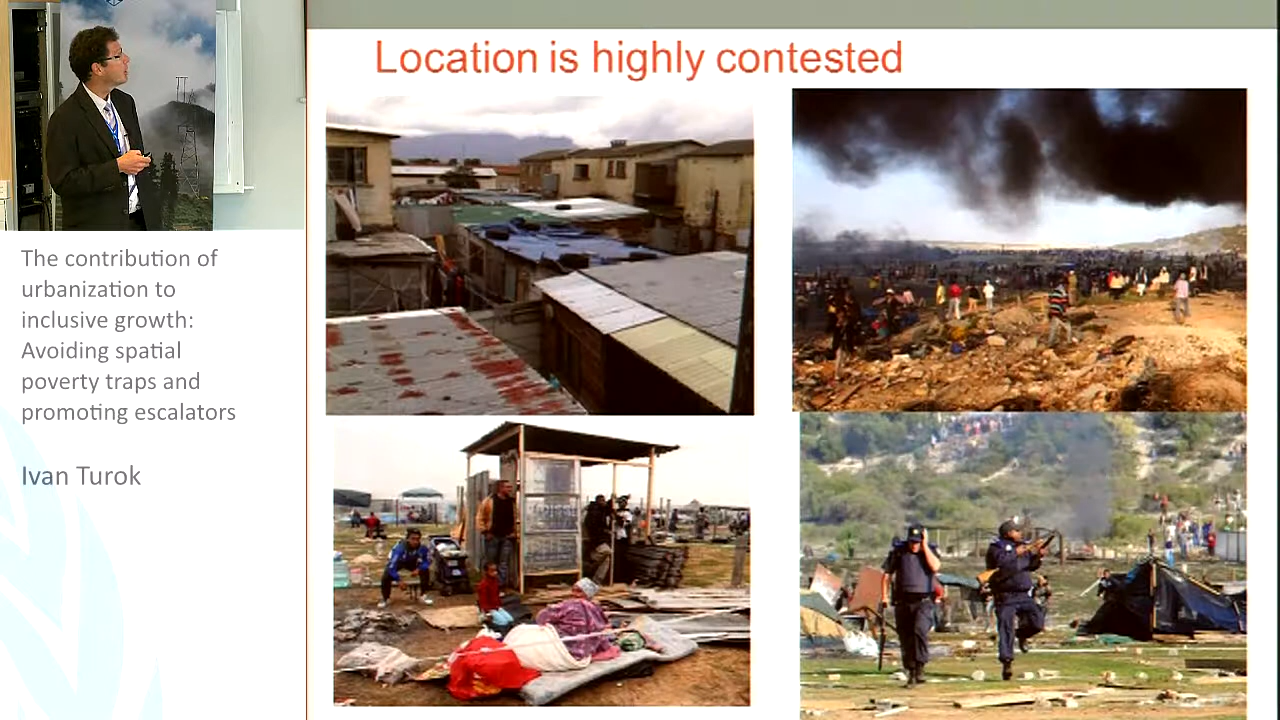 Location is highly contested
The contribution of
urbanization to
inclusive growth:
Avoiding spatial
poverty traps and
promoting escalators
Ivan Turok